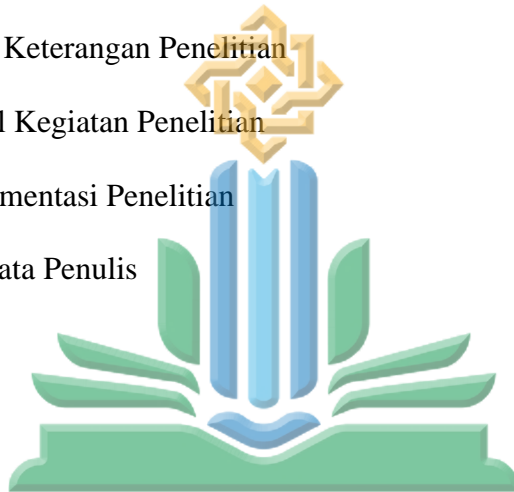 Keterangan Penelitian
l Kegiatan Penelitian
mentasi Penelitian
ata Penulis